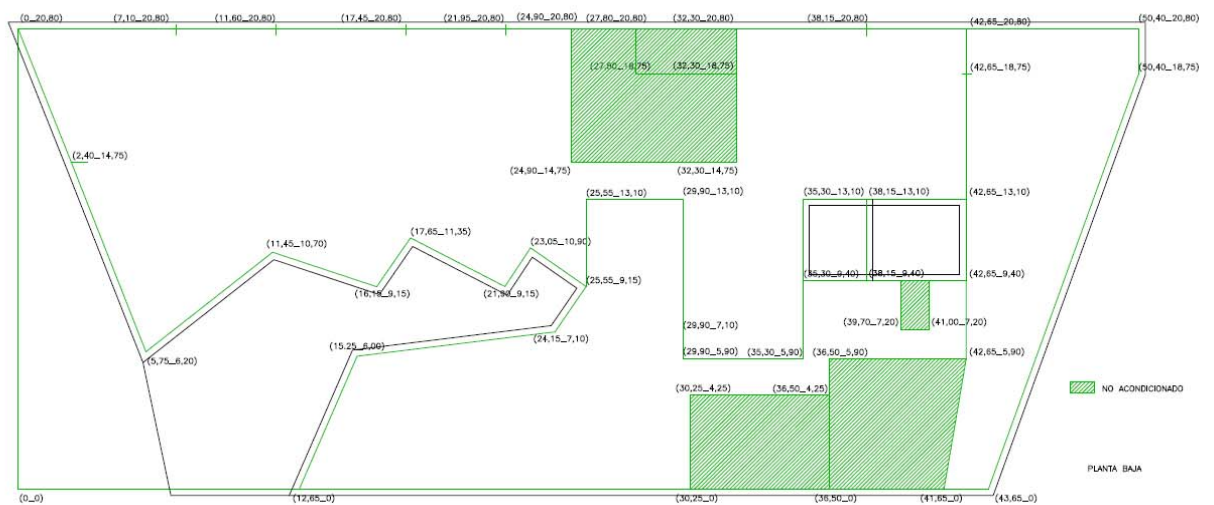 (0_20,80) (7,10_20,80) (11,60_20,80) (17,45_20,80) (21,95_20,80) (24,90_20,80) (27,80_20,80) (32,30_20,80) (38,15_20,80) (42,65_20,80) (50,40_20,80)
(27,80_18,75) (32,30_18,75) (42,65_18,75) (50,40_18,75)
(2,40_14,75)
(24,90_14,75) (32,30_14,75)
(25,55_13,10) (29,90_13,10) (35,30_13,10) (38,15_13,10) (42,65_13,10)
(17,65_11,35)
(11,45_10,70) (23,05_10,90)
(25,55_9,15) (35,30_9,40) (38,15_9,40) (42,65_9,40)
(21,90_9,15)
(29,90_7,10) (39,70_7,20) (41,00_7,20)
(24,15_7,10)
(5,75_6,20) (15,25_6,00) (29,90_5,90) (35,30_5,90) (36,50_5,90) (42,65_5,90)
(30,25_4,25) (36,50_4,25)
NO ACONDICIONADO
PLANTA BAJA
(0_0) (12,65_0) (30,25_0) (36,50_0) (41,65_0) (43,65_0)